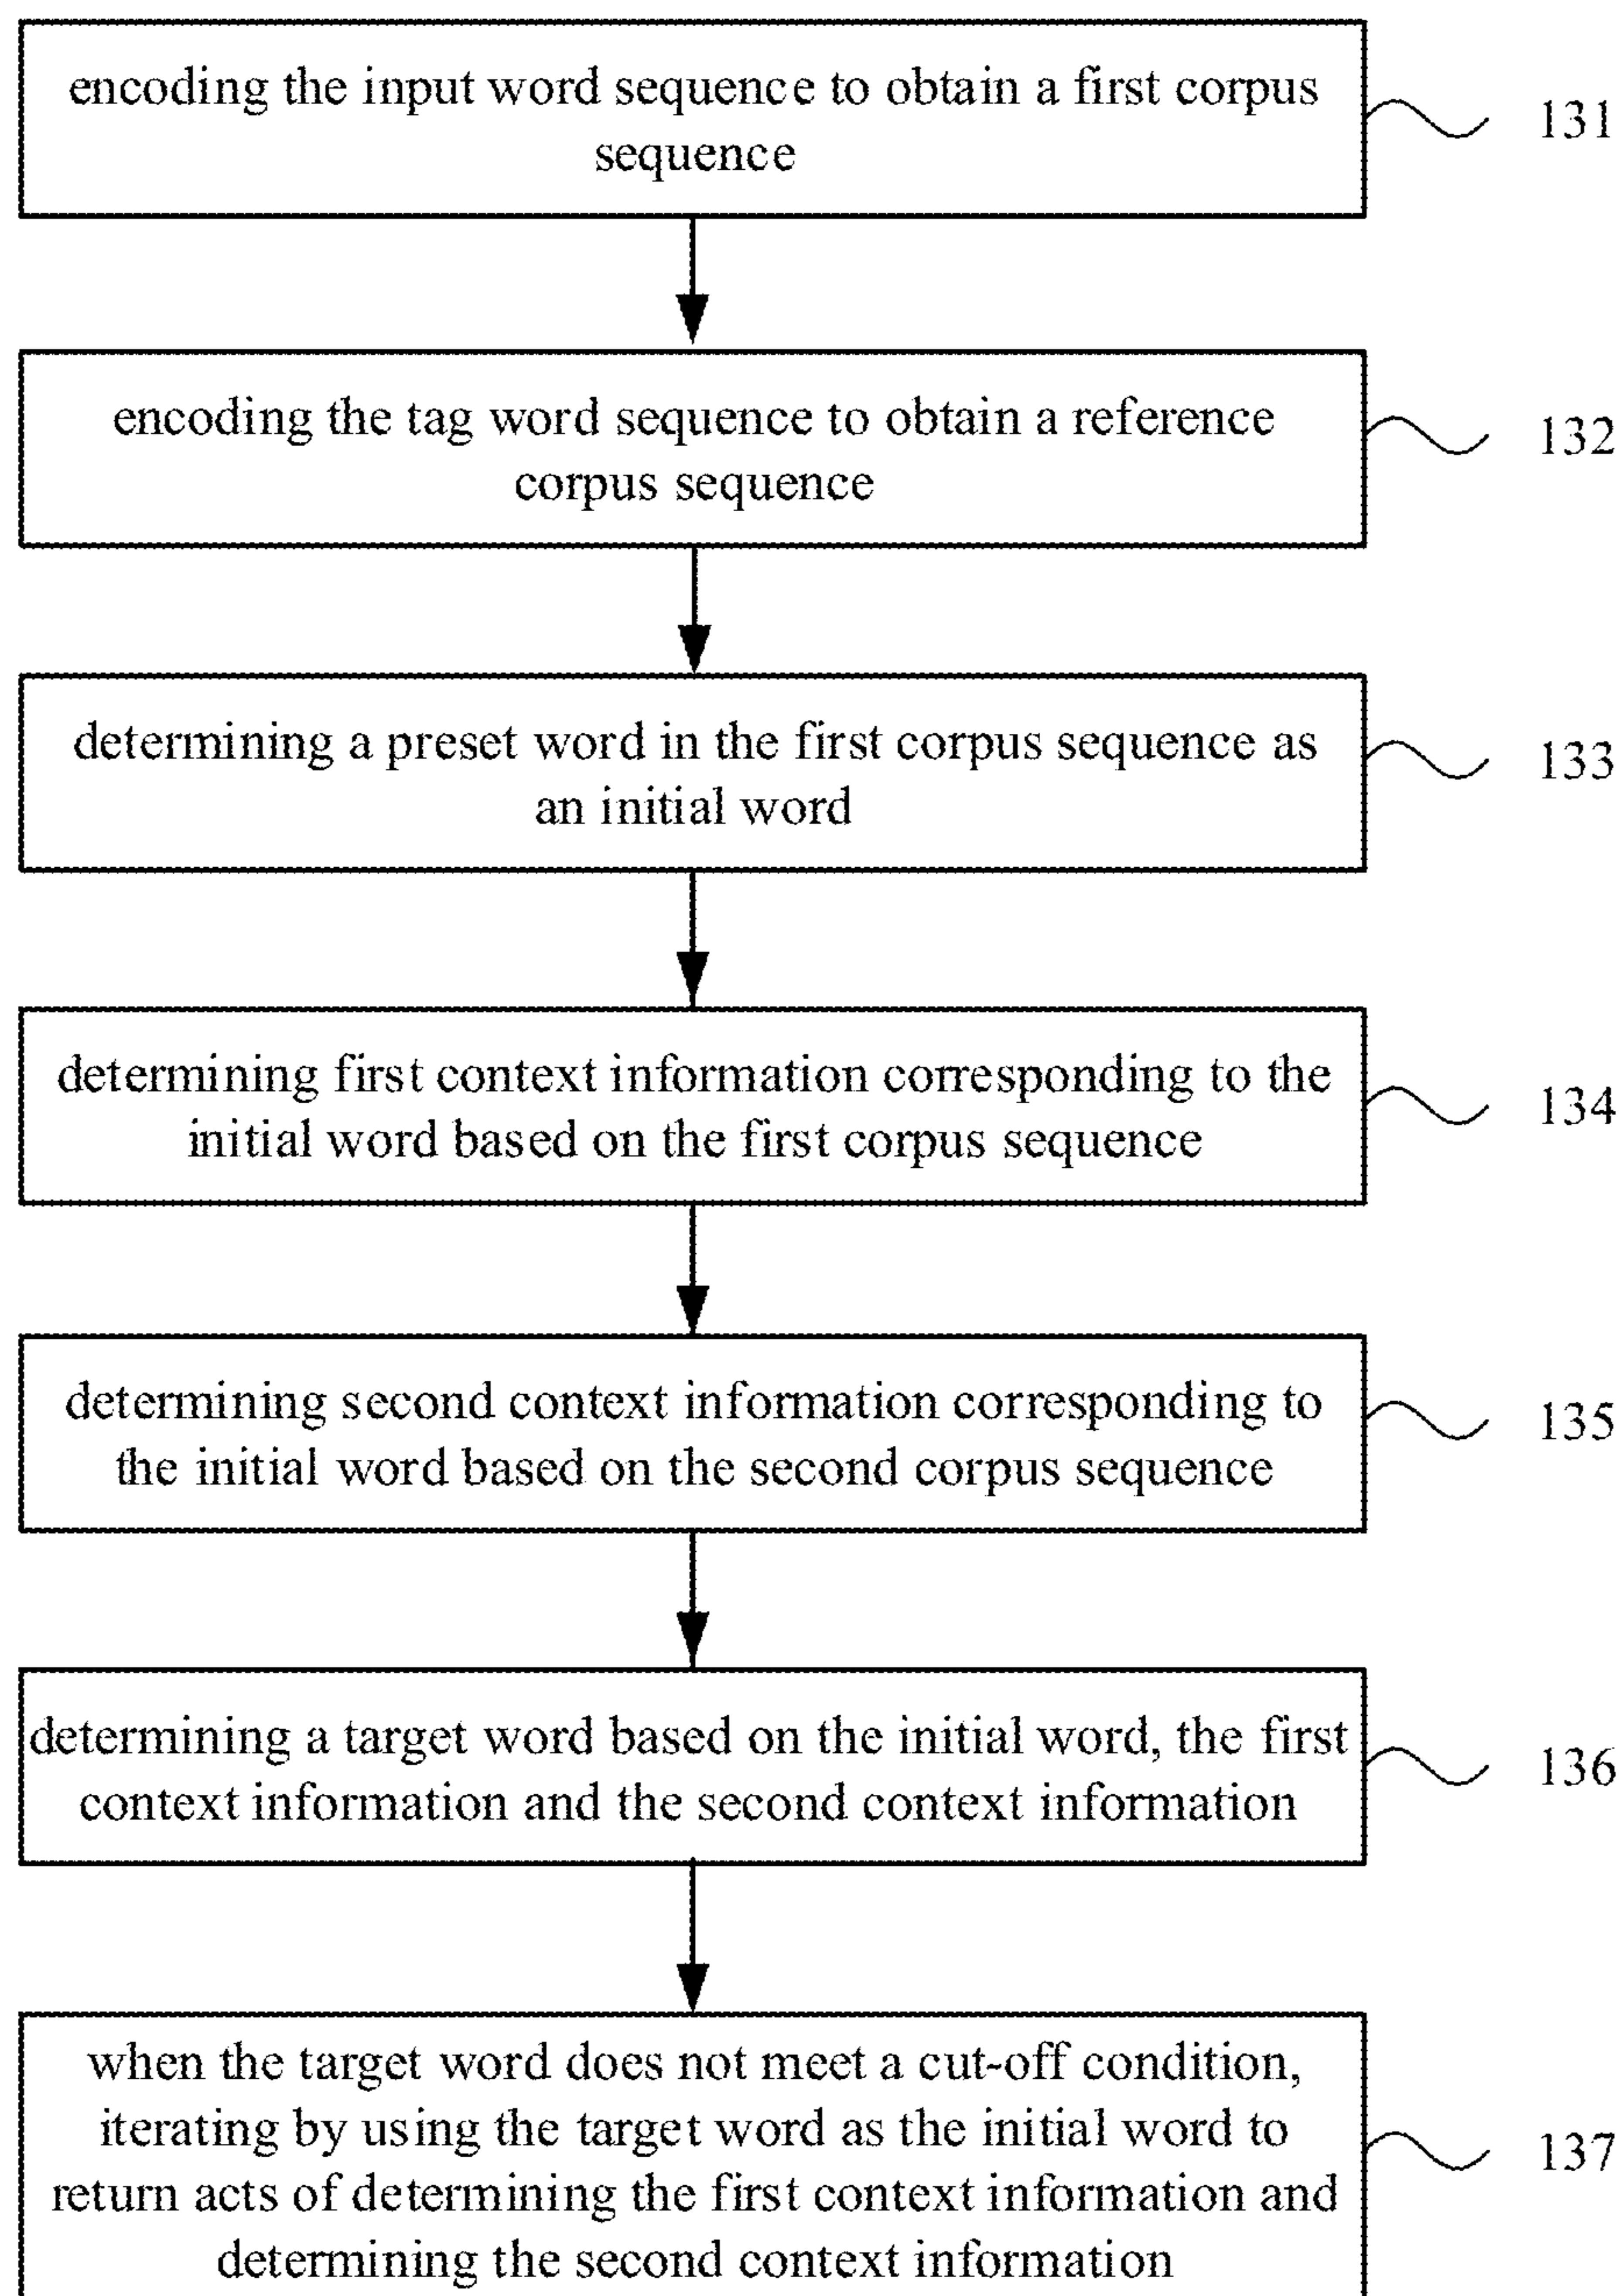 encoding the input word sequence to obtain a first corpus
sequence
131
encoding the tag word sequence to obtain a reference
corpus sequence
132
determining a preset word in the first corpus sequence as
an initial word
133
determining first context information corresponding to the
initial word based on the first corpus sequence
134
determining second context information corresponding to
the initial word based on the second corpus sequence
135
determining a target word based on the initial word, the first
context information and the second context information
136
when the target word does not meet a cut-off condition,
iterating by using the target word as the initial word to
return acts of determining the first context information and
determining the second context information
137